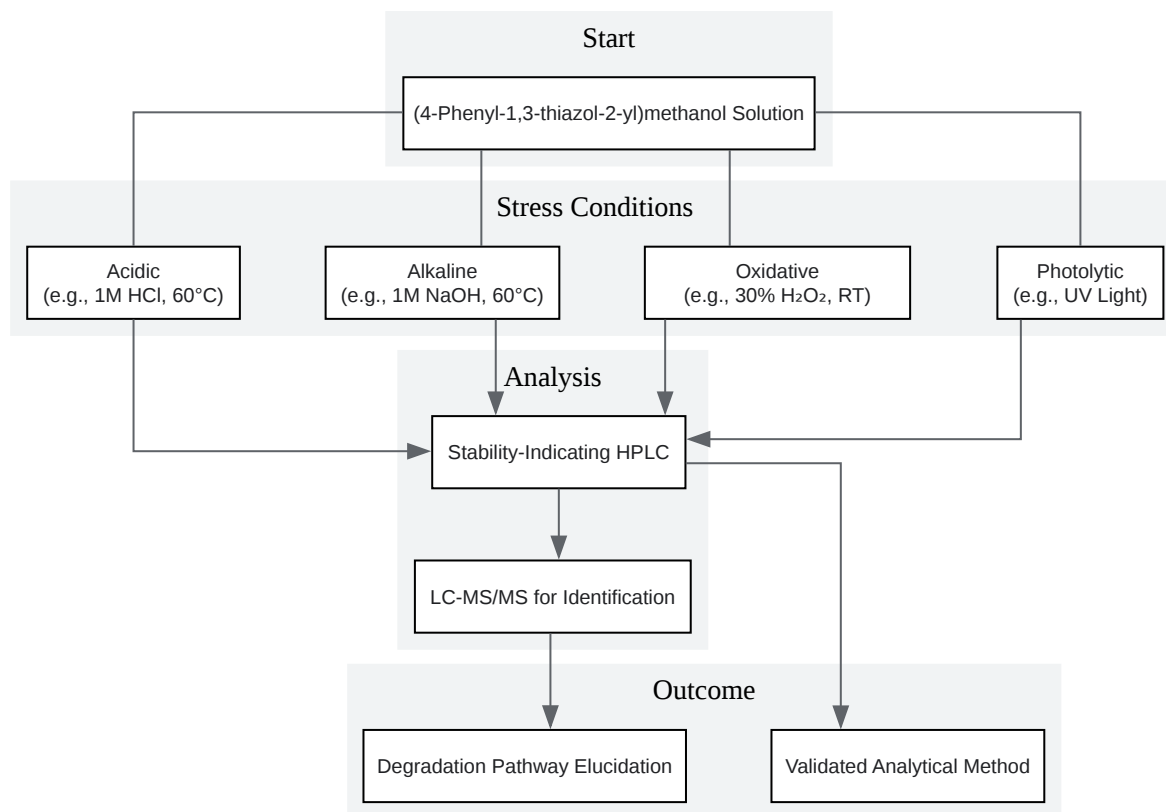 Start
(4-Phenyl-1,3-thiazol-2-yl)methanol Solution
Stress Conditions
Acidic
(e.g., 1M HCl, 60°C)
Alkaline
(e.g., 1M NaOH, 60°C)
Oxidative
(e.g., 30% H₂O₂, RT)
Photolytic
(e.g., UV Light)
Analysis
Stability-Indicating HPLC
LC-MS/MS for Identification
Outcome
Degradation Pathway Elucidation
Validated Analytical Method